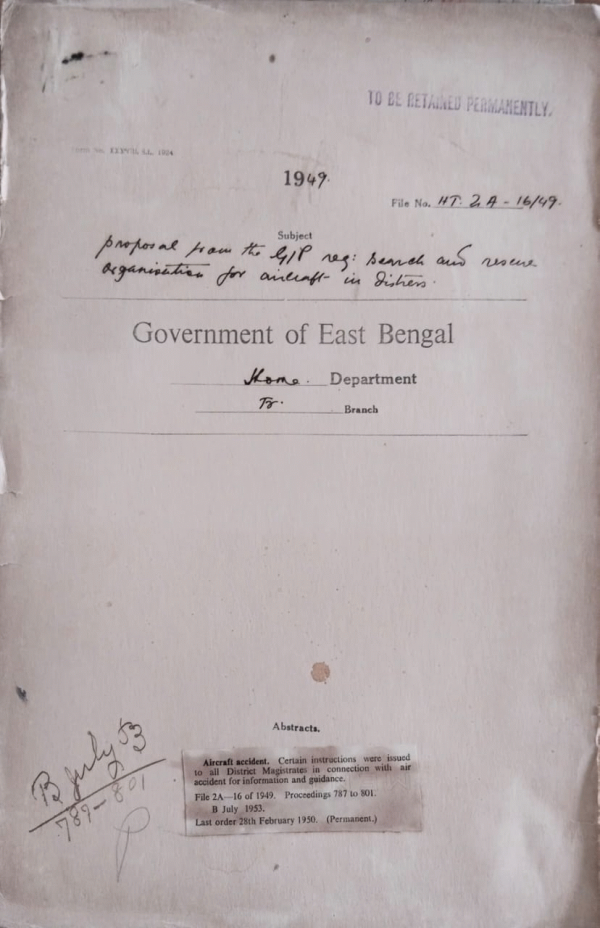 TO BE RETAINED PERMANENTLY.
1949.
File No. HT. 2A - 16/49.
Subject
Proposal from the G/P reg: search and rescue
organisation for aircraft in distress.
Government of East Bengal
Home. Department
Tr. Branch
Abstracts.
Aircraft accident. Certain instructions were issued
to all District Magistrates in connection with air
accident for information and guidance.
File 2A—16 of 1949. Proceedings 787 to 801.
B July 1953.
Last order 28th February 1950. (Permanent.)
B July 53
787-801